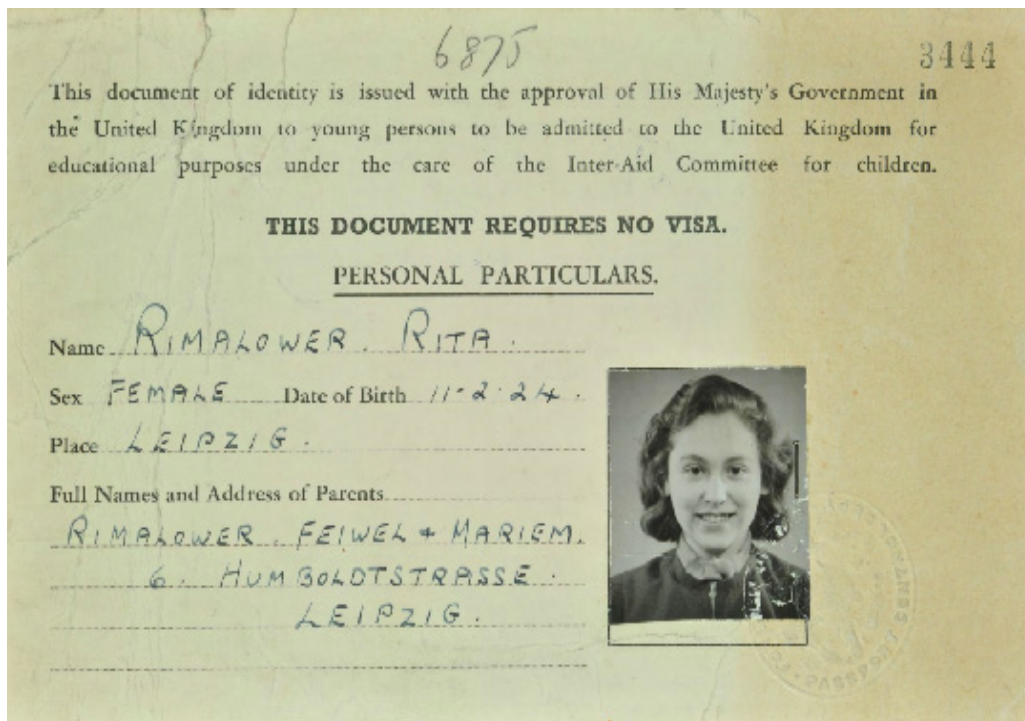 6875
3444
This document of identity is issued with the approval of His Majesty's Government in
the United Kingdom to young persons to be admitted to the United Kingdom for
educational purposes under the care of the Inter-Aid Committee for children.
THIS DOCUMENT REQUIRES NO VISA.
PERSONAL PARTICULARS.
Name RIMALOWER. RITA.
Sex FEMALE Date of Birth 11-2-24.
Place LEIPZIG.
Full Names and Address of Parents
RIMALOWER. FEIWEL + MARIEM.
6. HUMBOLDTSTRASSE.
LEIPZIG.